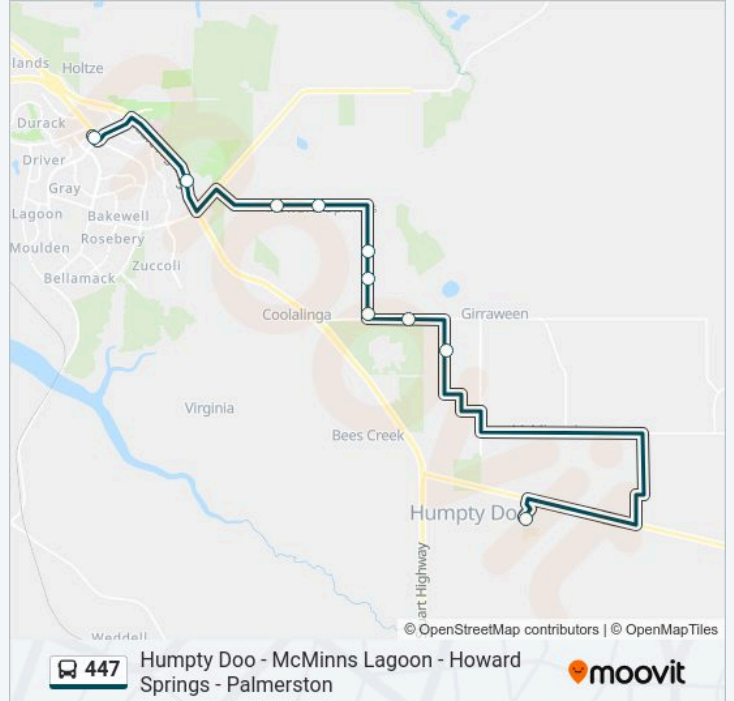 lands
Holtze
Durack
Driver
Gray
Lagoon
Bakewell
Rosebery
Moulden
Zuccoli
Bellamack
Coolalinga
Girraween
Virginia
Bees Creek
Humpty Do
art Highway
Weddell
© OpenStreetMap contributors | © OpenMapTiles
447
Humpty Doo - McMinns Lagoon - Howard
Springs - Palmerston
moovit